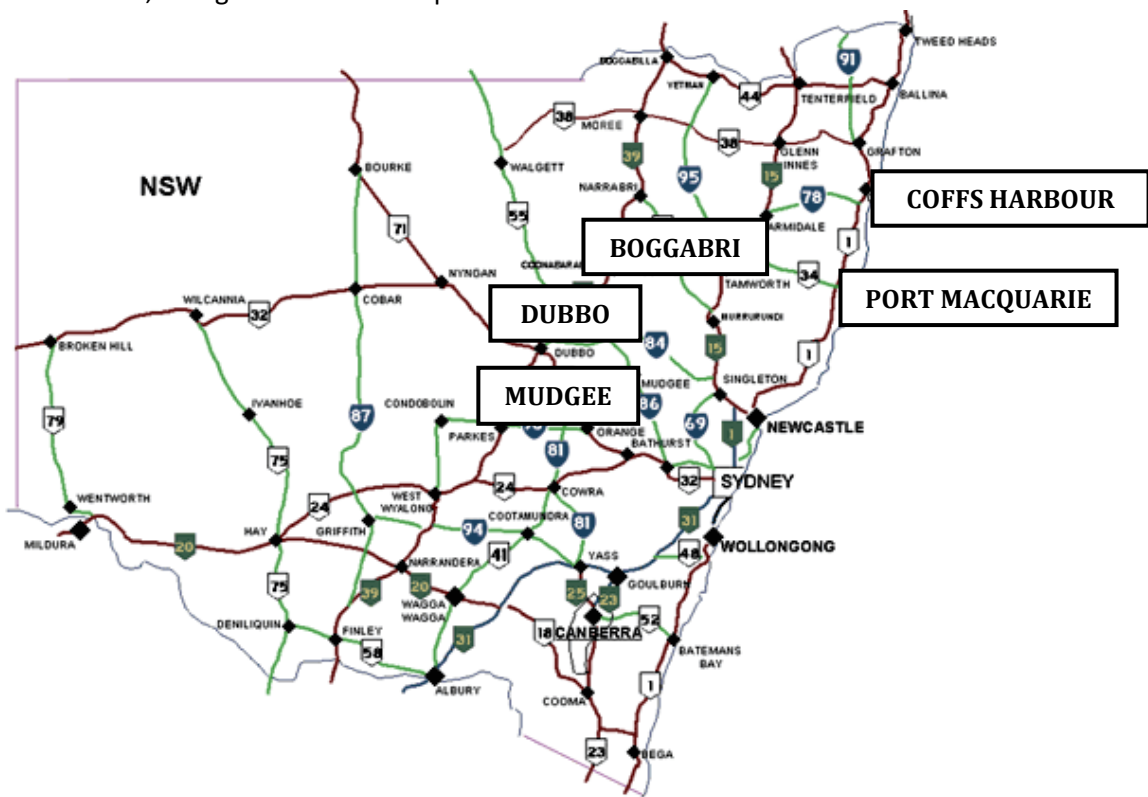 TWEED HEADS
BOGGABILLA
91
YETMAN
44
TENTERFIELD
BALLINA
38
MOREE
38
GLENN
INNES
GRAFTON
BOURKE
WALGETT
39
15
NSW
NARRABRI
95
78
COFFS HARBOUR
55
ARMIDALE
71
BOGGABRI
1
NYNGAN
34
TAMWORTH
COBAR
PORT MACQUARIE
WILCANNIA
32
DUBBO
MURRURUNDI
BROKEN HILL
DUBBO
84
15
1
MUDGEE
SINGLETON
MUDGEE
86
IVANHOE
CONDOBOLIN
87
79
69
NEWCASTLE
PARKES
ORANGE
1
BATHURST
81
75
SYDNEY
32
24
WENTWORTH
24
WEST
WYALONG
COWRA
31
COOTAMUNDRA
HAY
GRIFFITH
94
81
WOLLONGONG
MILDURA
20
41
YASS
48
NARRANDERA
GOULBURN
75
39
20
25
23
WAGGA
WAGGA
52
DENILIQUIN
FINLEY
31
18
CANBERRA
BATEMANS
BAY
58
ALBURY
COOMA
1
23
BEGA